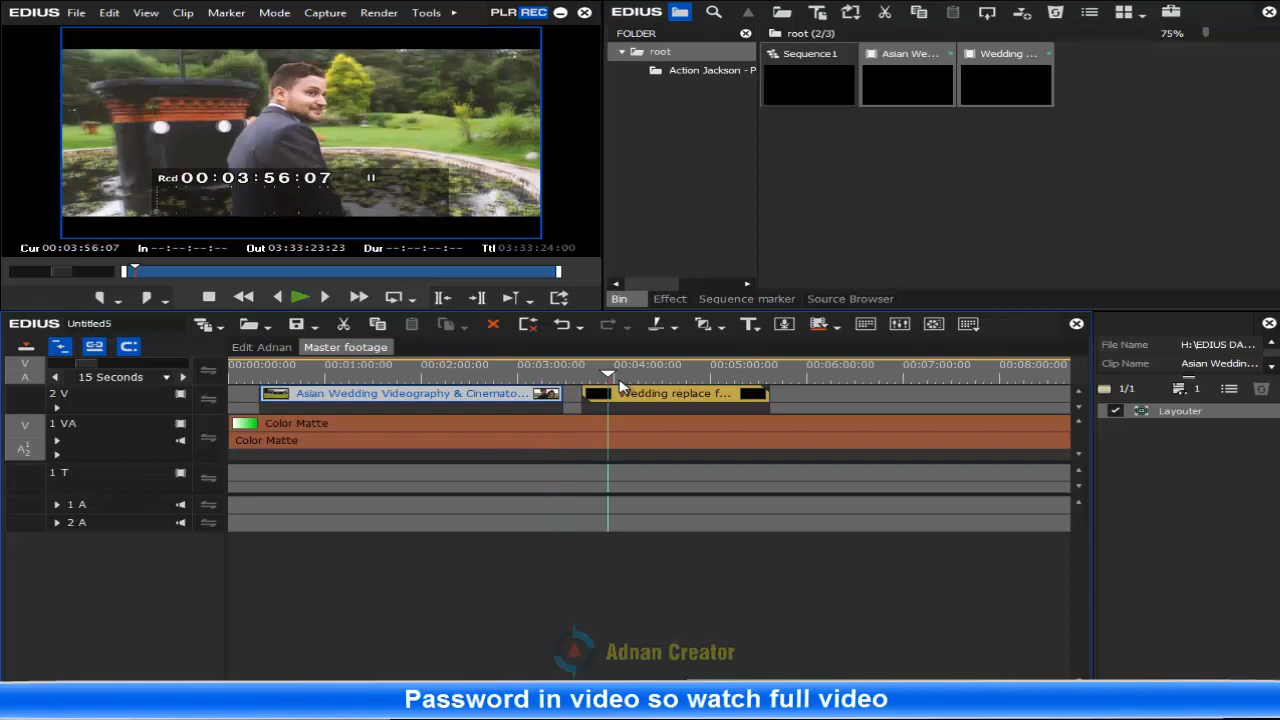 EDIUS File Edit View Clip Marker Mode Capture Render Tools PLR REC
Rcd 00:03:56:07
Cur 00:03:56:07 In --:--:--:-- Out 03:33:23:23 Dur --:--:--:-- Ttl 03:33:24:00
EDIUS
FOLDER
root (2/3)
75%
root
Action Jackson - P
Sequence1
Asian We...
Wedding ...
Bin Effect Sequence marker Source Browser
EDIUS Untitled5
Edit Adnan Master footage
V
A
15 Seconds
00:00:00:00 00:01:00:00 00:02:00:00 00:03:00:00 00:04:00:00 00:05:00:00 00:06:00:00 00:07:00:00 00:08:00:00
2 V
Asian Wedding Videography & Cinemato...
Wedding replace f...
V
1 VA
Color Matte
Color Matte
1 T
1 A
2 A
File Name H:\EDIUS DA...
Clip Name Asian Weddin...
1/1
1
Layouter
Adnan Creator
Password in video so watch full video